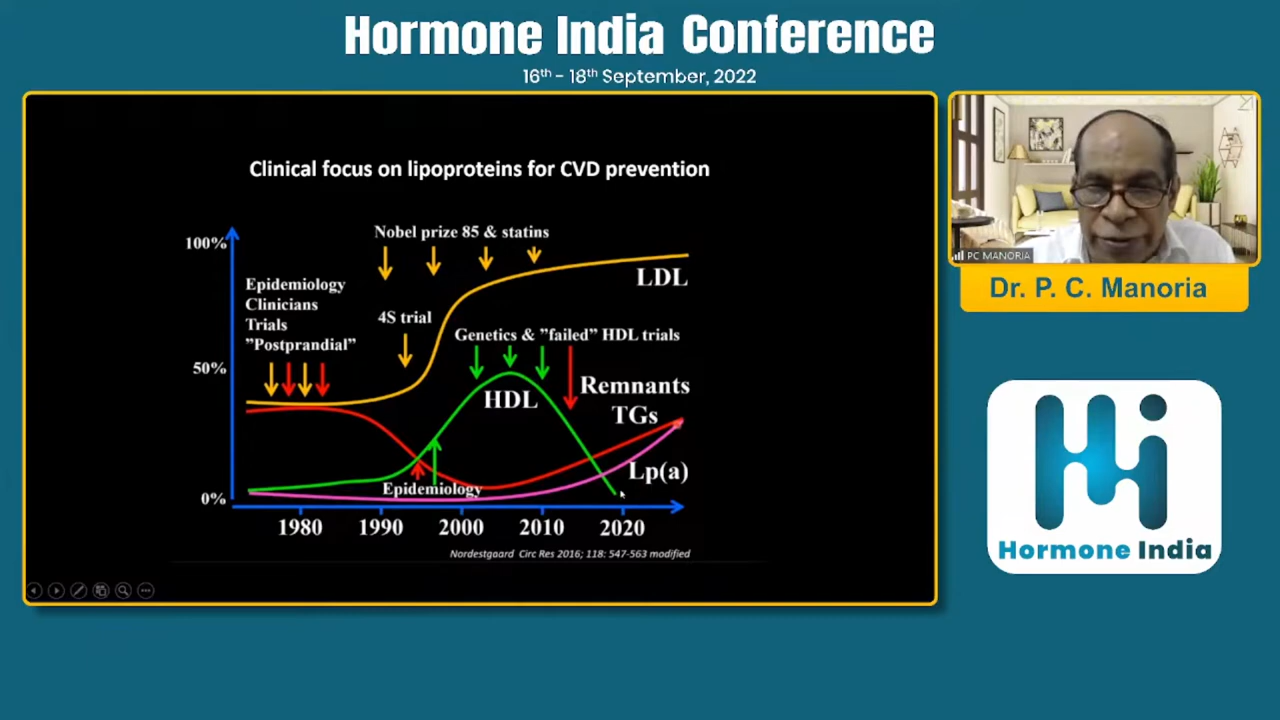 Hormone India Conference
16th - 18th September, 2022
Clinical focus on lipoproteins for CVD prevention
100%
50%
0%
Nobel prize 85 & statins
Epidemiology
Clinicians
Trials
"Postprandial"
4S trial
LDL
Genetics & "failed" HDL trials
HDL
Remnants
TGs
Lp(a)
Epidemiology
1980 1990 2000 2010 2020
Nordestgaard Circ Res 2016; 118: 547-563 modified
PC MANORIA
Dr. P. C. Manoria
Hi
Hormone India